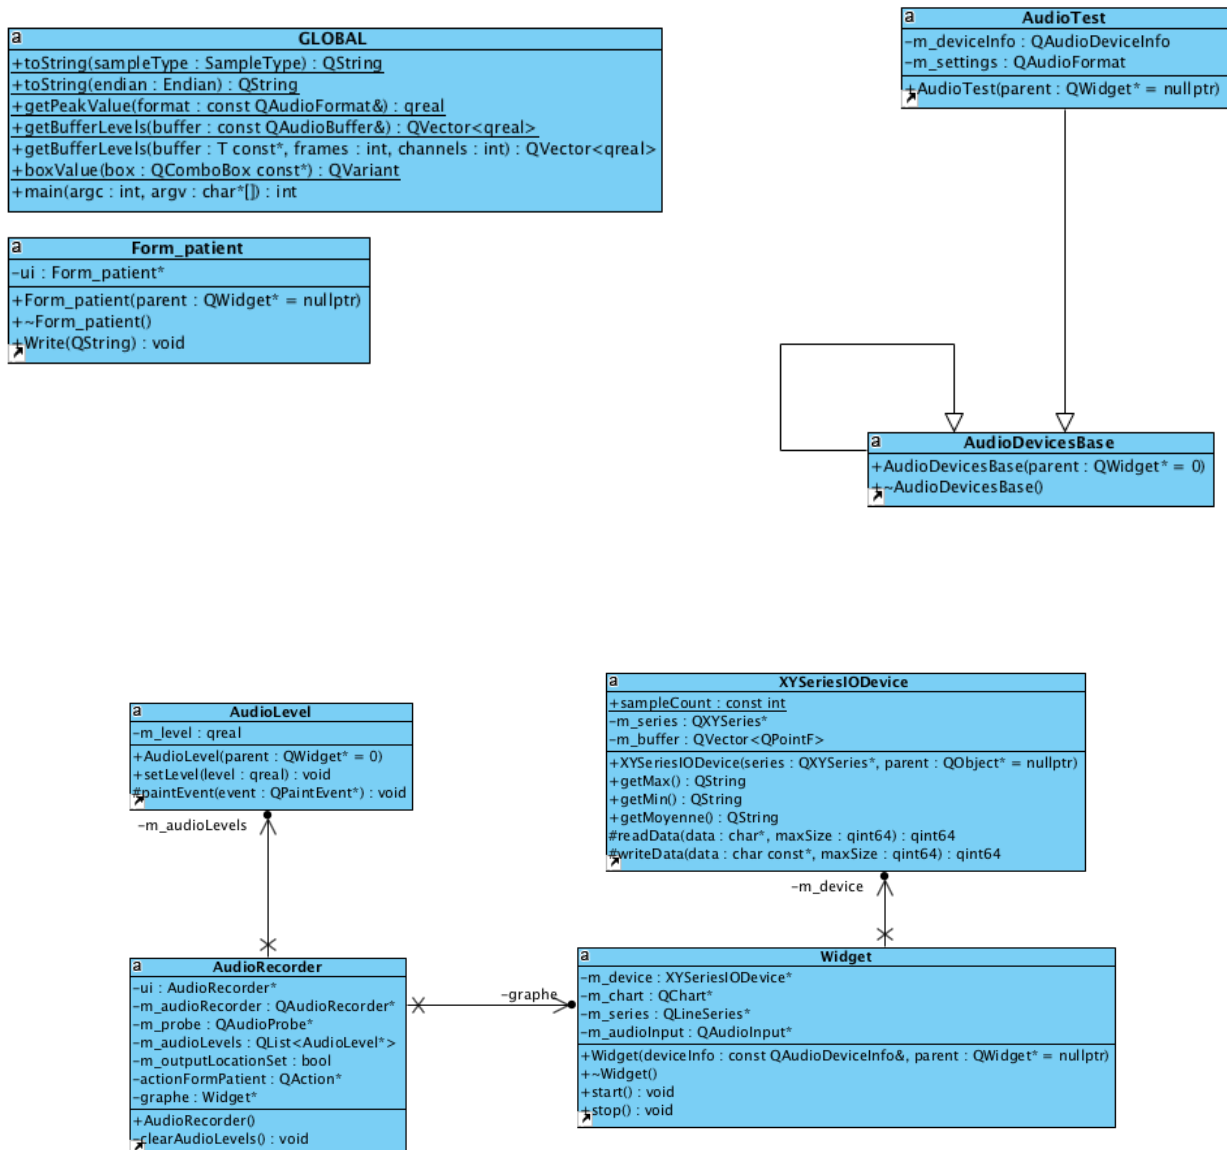 a
GLOBAL
+toString(sampleType : SampleType) : QString
+toString(endian : Endian) : QString
+getPeakValue(format : const QAudioFormat&) : qreal
+getBufferLevels(buffer : const QAudioBuffer&) : QVector<qreal>
+getBufferLevels(buffer : T const*, frames : int, channels : int) : QVector<qreal>
+boxValue(box : QComboBox const*) : QVariant
+main(argc : int, argv : char*[]) : int
a
AudioTest
-m_deviceInfo : QAudioDeviceInfo
-m_settings : QAudioFormat
+AudioTest(parent : QWidget* = nullptr)
a
Form_patient
-ui : Form_patient*
+Form_patient(parent : QWidget* = nullptr)
+~Form_patient()
+Write(QString) : void
a
AudioDevicesBase
+AudioDevicesBase(parent : QWidget* = 0)
+~AudioDevicesBase()
a
AudioLevel
-m_level : qreal
+AudioLevel(parent : QWidget* = 0)
+setLevel(level : qreal) : void
#paintEvent(event : QPaintEvent*) : void
-m_audioLevels
a
XYSeriesIODevice
+sampleCount : const int
-m_series : QXYSeries*
-m_buffer : QVector<QPointF>
+XYSeriesIODevice(series : QXYSeries*, parent : QObject* = nullptr)
+getMax() : QString
+getMin() : QString
+getMoyenne() : QString
#readData(data : char*, maxSize : qint64) : qint64
#writeData(data : char const*, maxSize : qint64) : qint64
-m_device
a
AudioRecorder
-ui : AudioRecorder*
-m_audioRecorder : QAudioRecorder*
-m_probe : QAudioProbe*
-m_audioLevels : QList<AudioLevel*>
-m_outputLocationSet : bool
-actionFormPatient : QAction*
-graphe : Widget*
+AudioRecorder()
-clearAudioLevels() : void
-graphe
a
Widget
-m_device : XYSeriesIODevice*
-m_chart : QChart*
-m_series : QLineSeries*
-m_audioInput : QAudioInput*
+Widget(deviceInfo : const QAudioDeviceInfo&, parent : QWidget* = nullptr)
+~Widget()
+start() : void
+stop() : void